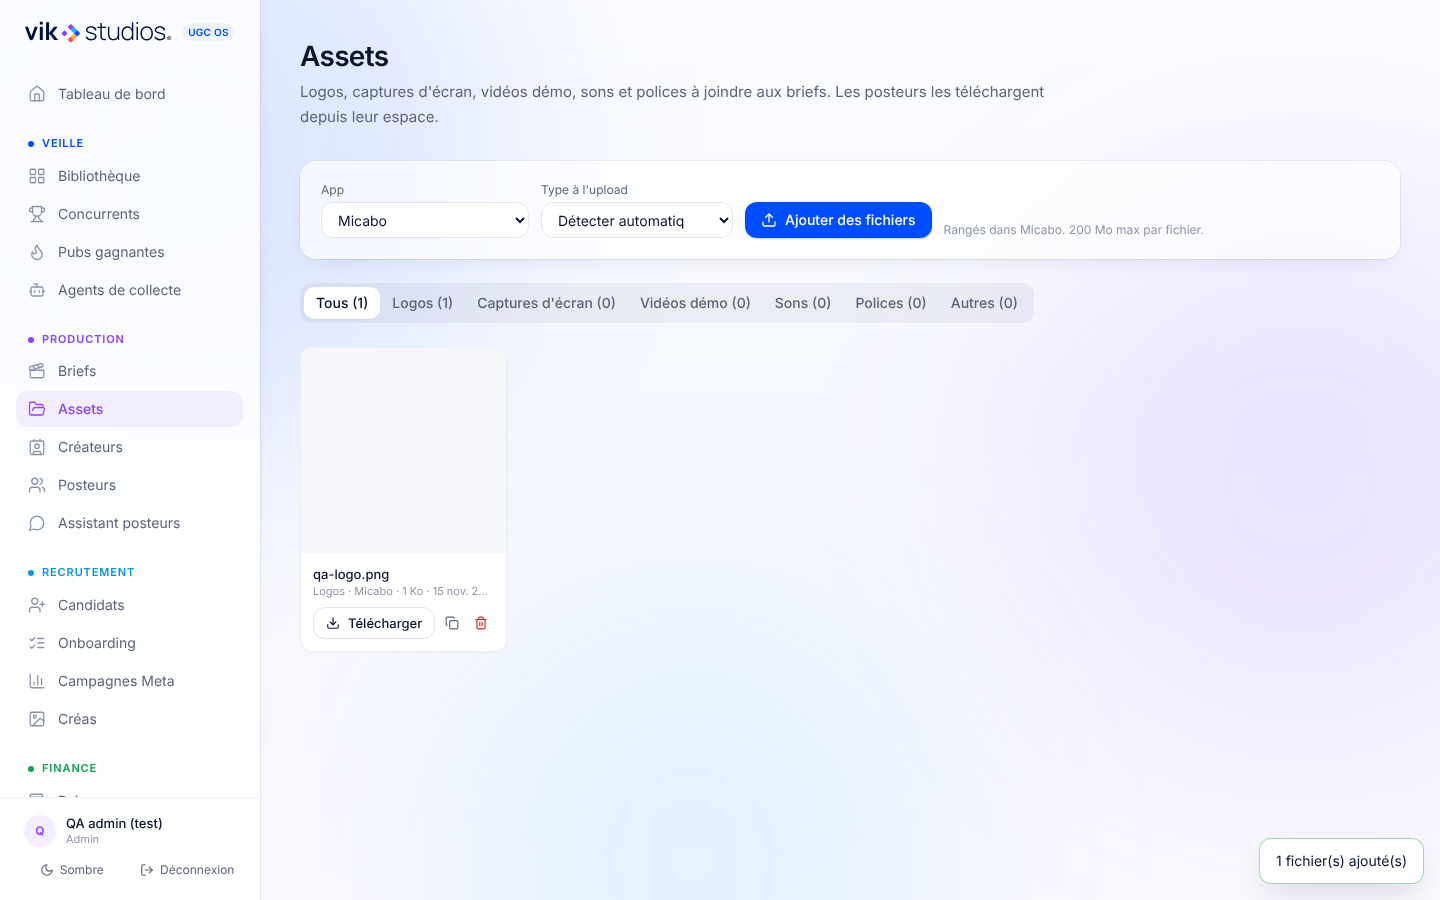 vik studios® UGC OS
Tableau de bord
VEILLE
Bibliothèque
Concurrents
Pubs gagnantes
Agents de collecte
PRODUCTION
Briefs
Assets
Créateurs
Posteurs
Assistant posteurs
RECRUTEMENT
Candidats
Onboarding
Campagnes Meta
Créas
FINANCE
Q
QA admin (test)
Admin
Sombre
Déconnexion
Assets
Logos, captures d'écran, vidéos démo, sons et polices à joindre aux briefs. Les posteurs les téléchargent
depuis leur espace.
App
Type à l'upload
Micabo
Détecter automatiq
Ajouter des fichiers
Rangés dans Micabo. 200 Mo max par fichier.
Tous (1) Logos (1) Captures d'écran (0) Vidéos démo (0) Sons (0) Polices (0) Autres (0)
qa-logo.png
Logos · Micabo · 1 Ko · 15 nov. 2...
Télécharger
1 fichier(s) ajouté(s)